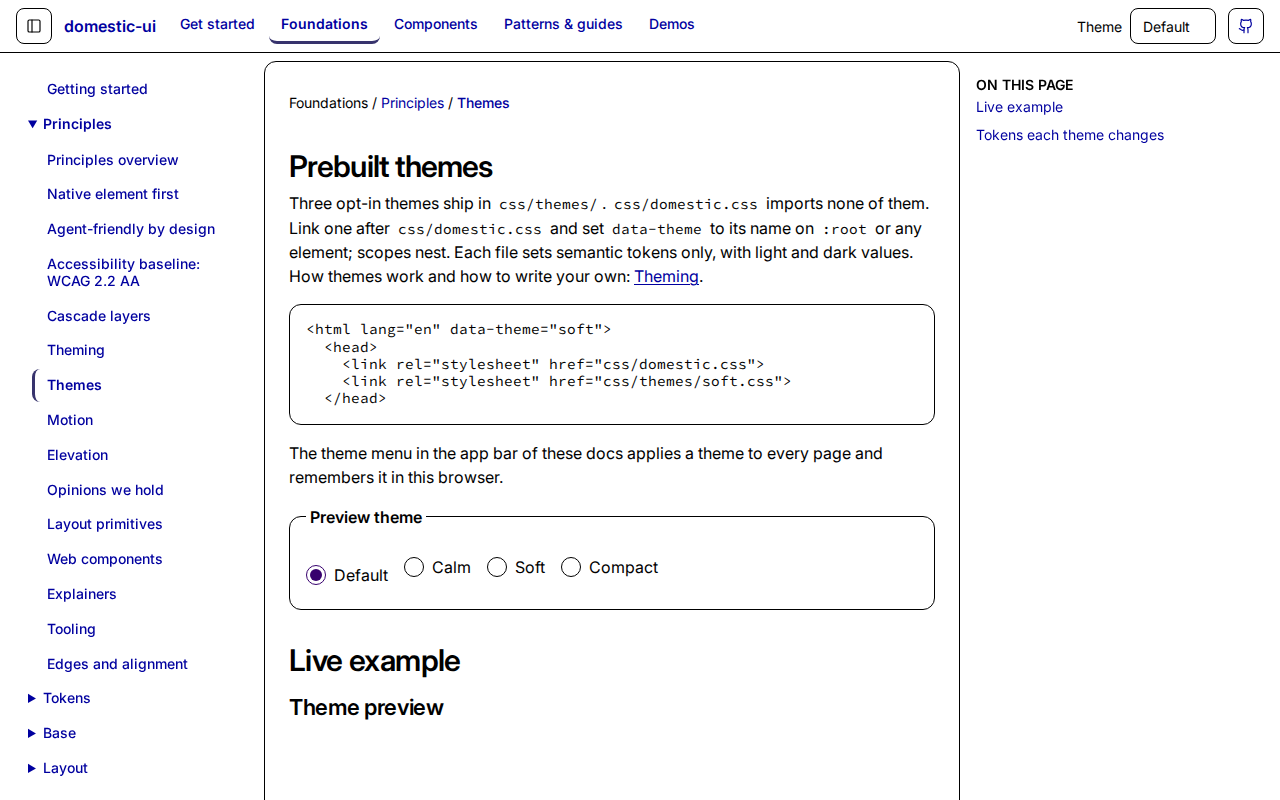 domestic-ui
Get started
Foundations
Components
Patterns & guides
Demos
Theme
Default
Getting started
Principles
Principles overview
Native element first
Agent-friendly by design
Accessibility baseline:
WCAG 2.2 AA
Cascade layers
Theming
Themes
Motion
Elevation
Opinions we hold
Layout primitives
Web components
Explainers
Tooling
Edges and alignment
Tokens
Base
Layout
Foundations / Principles / Themes
Prebuilt themes
Three opt-in themes ship in css/themes/. css/domestic.css imports none of them.
Link one after css/domestic.css and set data-theme to its name on :root or any
element; scopes nest. Each file sets semantic tokens only, with light and dark values.
How themes work and how to write your own: Theming.
<html lang="en" data-theme="soft">
  <head>
    <link rel="stylesheet" href="css/domestic.css">
    <link rel="stylesheet" href="css/themes/soft.css">
  </head>
The theme menu in the app bar of these docs applies a theme to every page and
remembers it in this browser.
Preview theme
Default
Calm
Soft
Compact
Live example
Theme preview
ON THIS PAGE
Live example
Tokens each theme changes